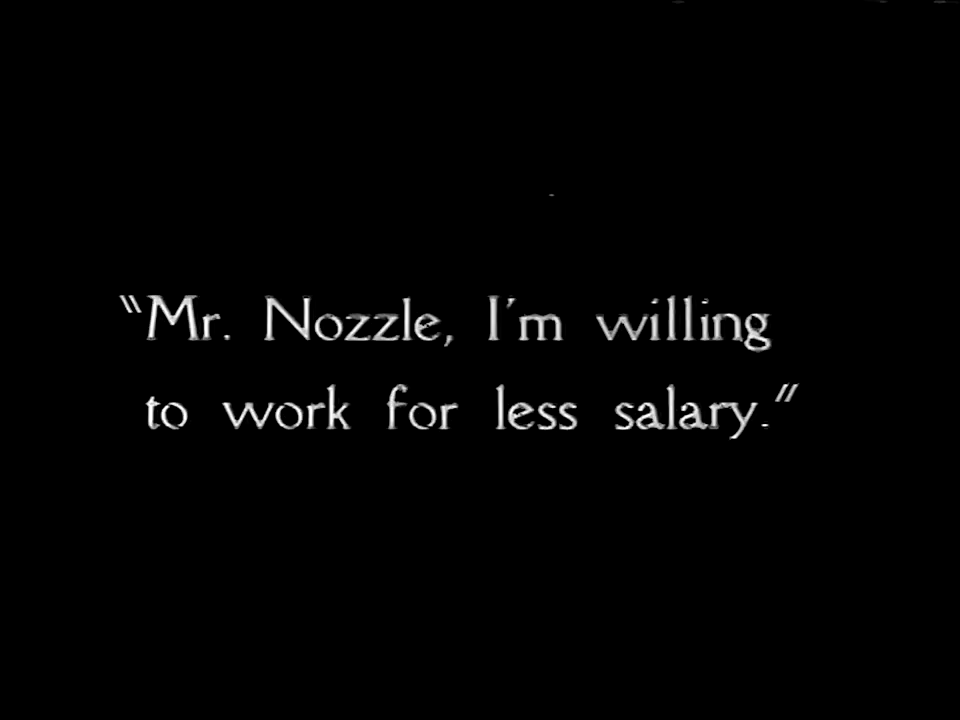 “Mr. Nozzle, I'm willing
to work for less salary.”